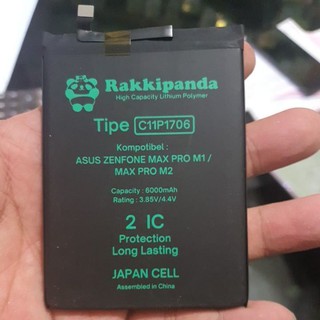 Rakkipanda
High Capacity Lithium Polymer
Tipe C11P1706
Kompotibel :
ASUS ZENFONE MAX PRO M1 /
MAX PRO M2
Capacity : 6000mAh
Rating : 3.85V/4.4V
2 IC
Protection
Long Lasting
JAPAN CELL
Assembled in China